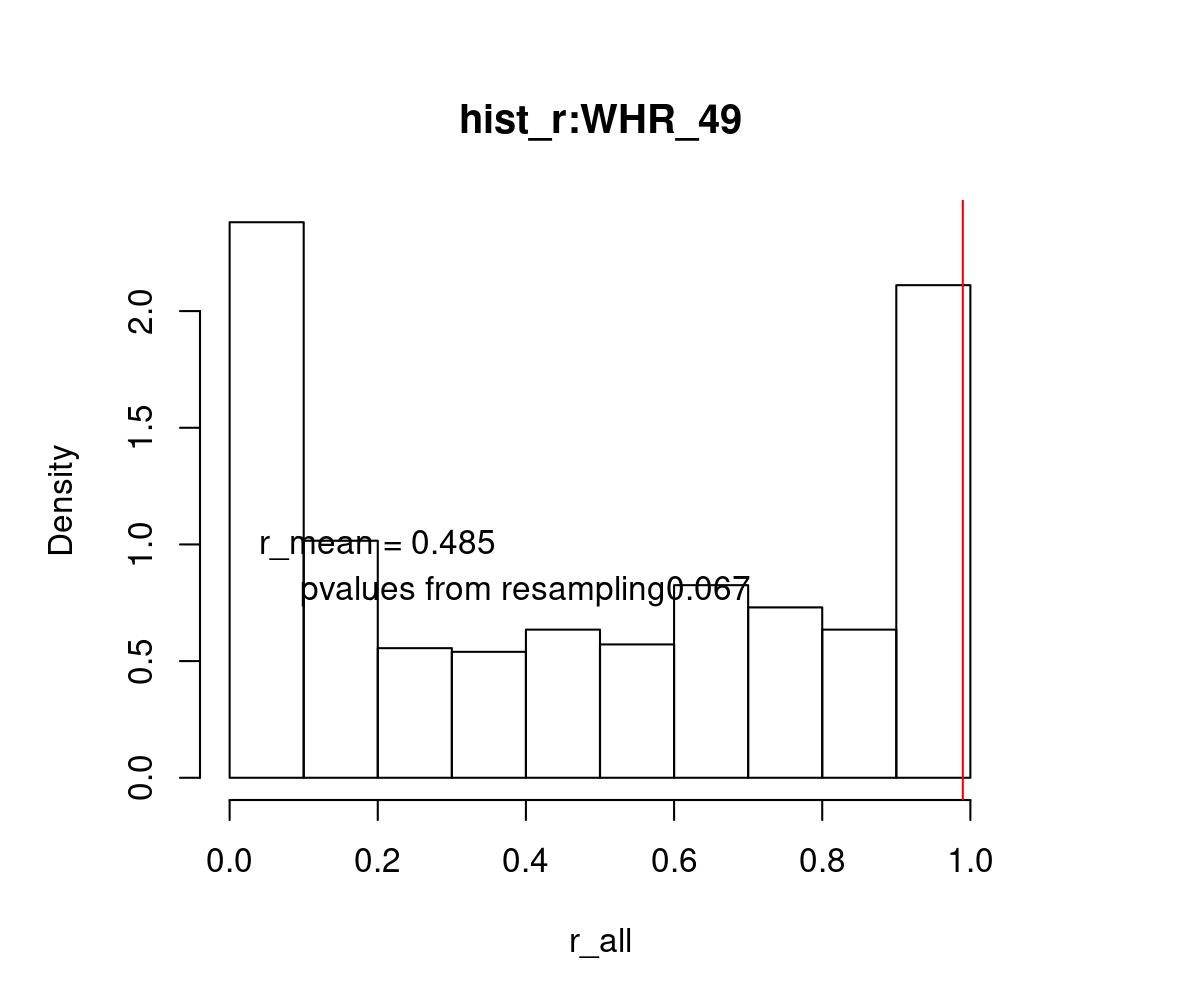 hist_r:WHR_49
Density
2.0
1.5
1.0
0.5
0.0
r_mean = 0.485
pvalues from resampling0.067
0.0 0.2 0.4 0.6 0.8 1.0
r_all